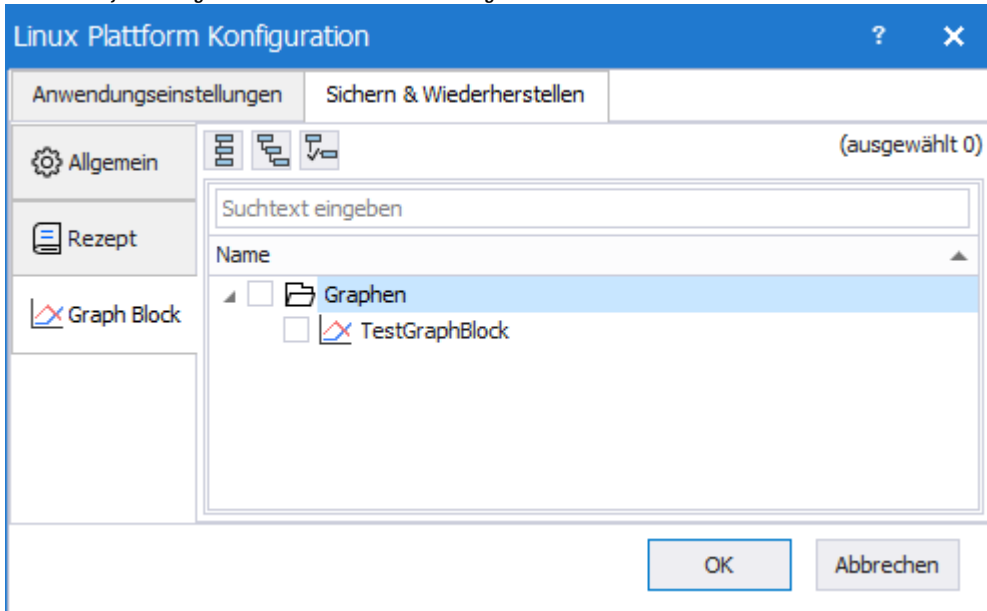 Linux Plattform Konfiguration ?
Anwendungseinstellungen Sichern & Wiederherstellen
Allgemein (ausgewählt 0)
Suchtext eingeben
Rezept
Name
Graphen
Graph Block
TestGraphBlock
OK Abbrechen